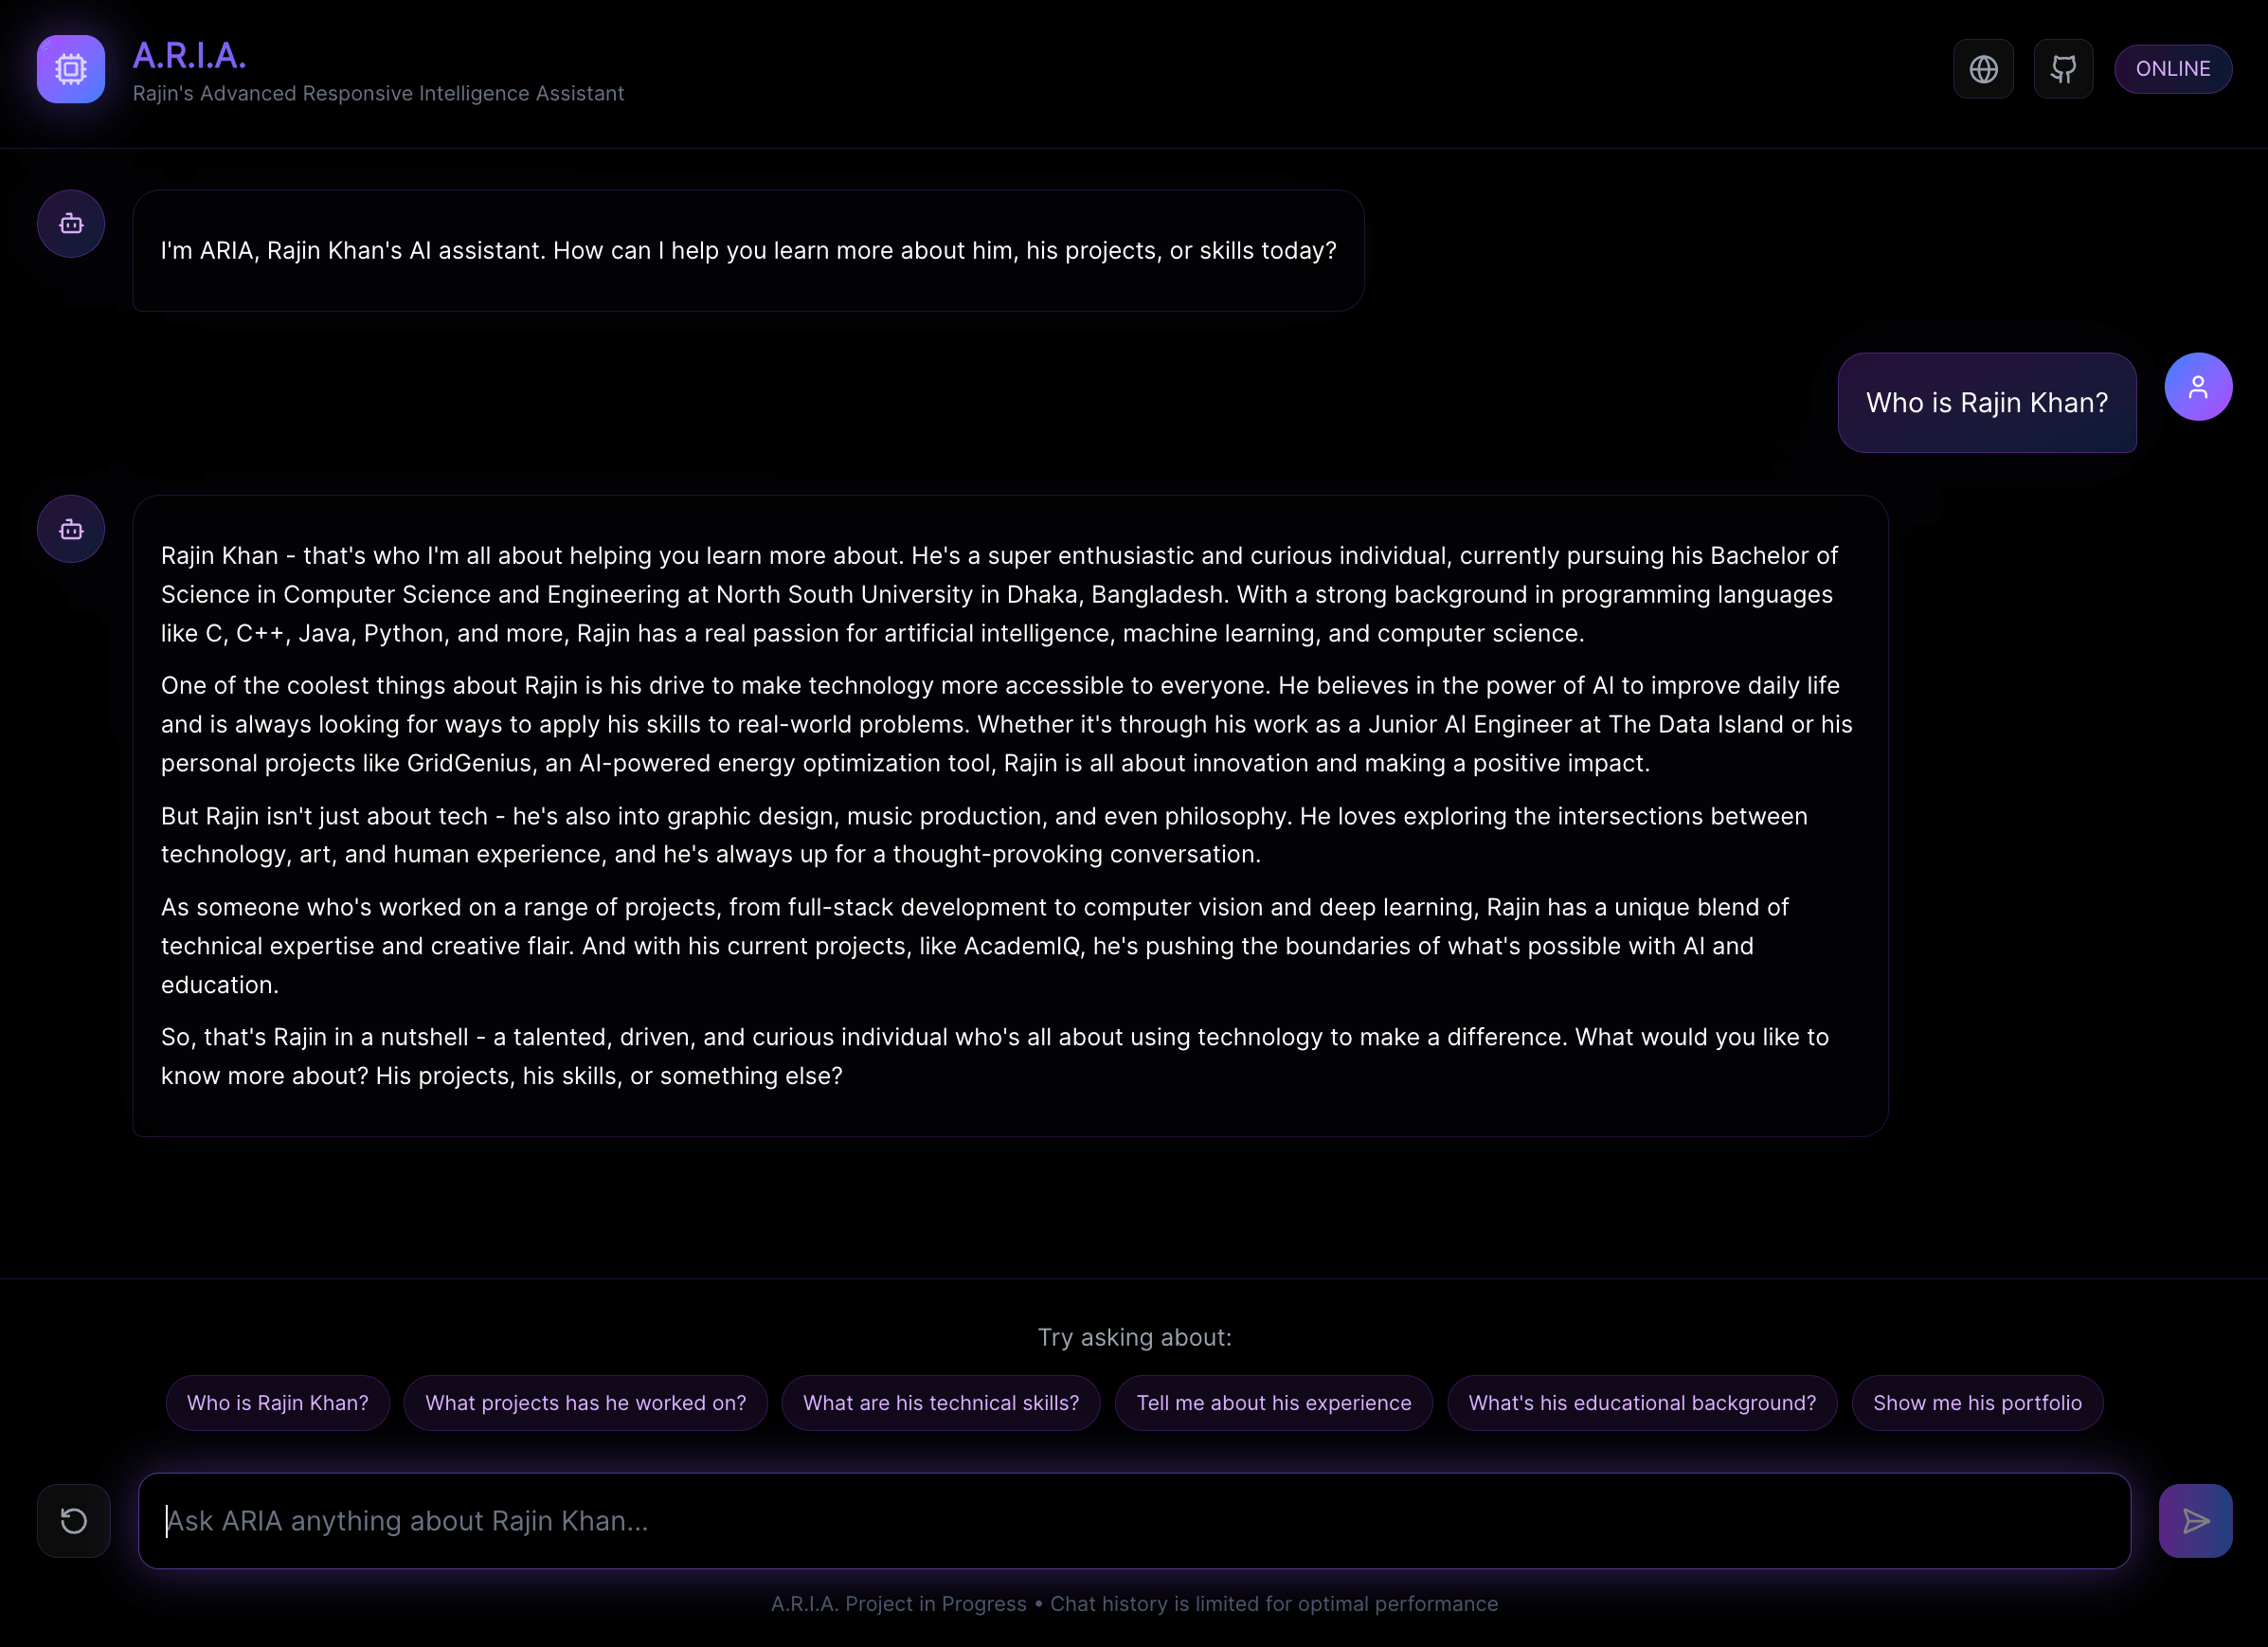 A.R.I.A.
Rajin's Advanced Responsive Intelligence Assistant
ONLINE
I'm ARIA, Rajin Khan's AI assistant. How can I help you learn more about him, his projects, or skills today?
Who is Rajin Khan?
Rajin Khan - that's who I'm all about helping you learn more about. He's a super enthusiastic and curious individual, currently pursuing his Bachelor of
Science in Computer Science and Engineering at North South University in Dhaka, Bangladesh. With a strong background in programming languages
like C, C++, Java, Python, and more, Rajin has a real passion for artificial intelligence, machine learning, and computer science.
One of the coolest things about Rajin is his drive to make technology more accessible to everyone. He believes in the power of AI to improve daily life
and is always looking for ways to apply his skills to real-world problems. Whether it's through his work as a Junior AI Engineer at The Data Island or his
personal projects like GridGenius, an AI-powered energy optimization tool, Rajin is all about innovation and making a positive impact.
But Rajin isn't just about tech - he's also into graphic design, music production, and even philosophy. He loves exploring the intersections between
technology, art, and human experience, and he's always up for a thought-provoking conversation.
As someone who's worked on a range of projects, from full-stack development to computer vision and deep learning, Rajin has a unique blend of
technical expertise and creative flair. And with his current projects, like AcademIQ, he's pushing the boundaries of what's possible with AI and
education.
So, that's Rajin in a nutshell - a talented, driven, and curious individual who's all about using technology to make a difference. What would you like to
know more about? His projects, his skills, or something else?
Try asking about:
Who is Rajin Khan?
What projects has he worked on?
What are his technical skills?
Tell me about his experience
What's his educational background?
Show me his portfolio
Ask ARIA anything about Rajin Khan...
A.R.I.A. Project in Progress • Chat history is limited for optimal performance